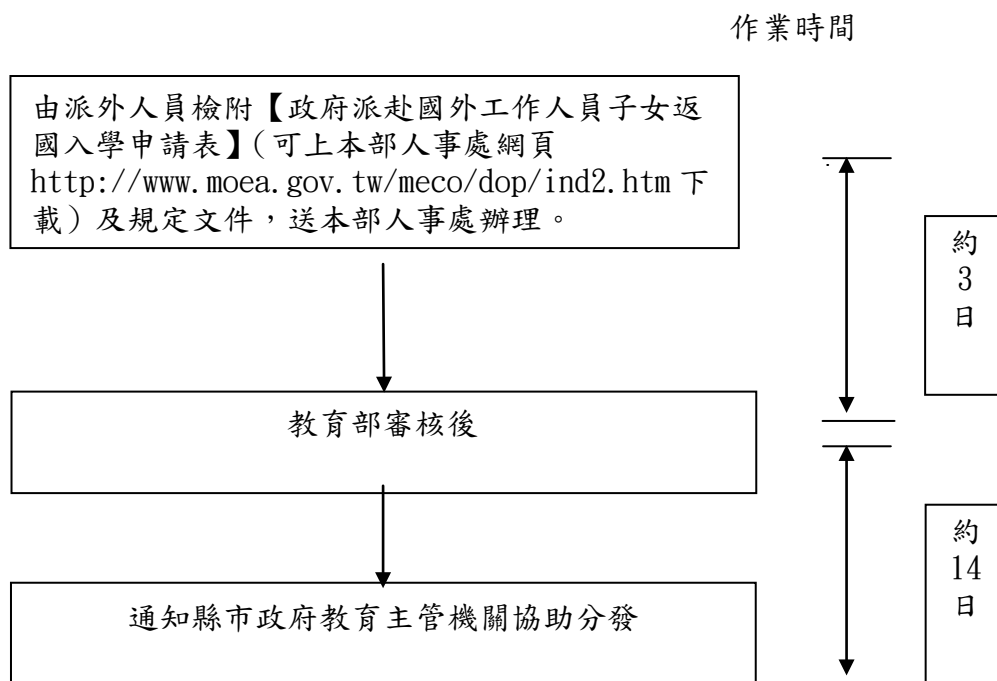 作業時間
由派外人員檢附【政府派赴國外工作人員子女返
國入學申請表】（可上本部人事處網頁
http://www.moea.gov.tw/meco/dop/ind2.htm 下
載）及規定文件，送本部人事處辦理。
約
3
日
教育部審核後
約
14
日
通知縣市政府教育主管機關協助分發